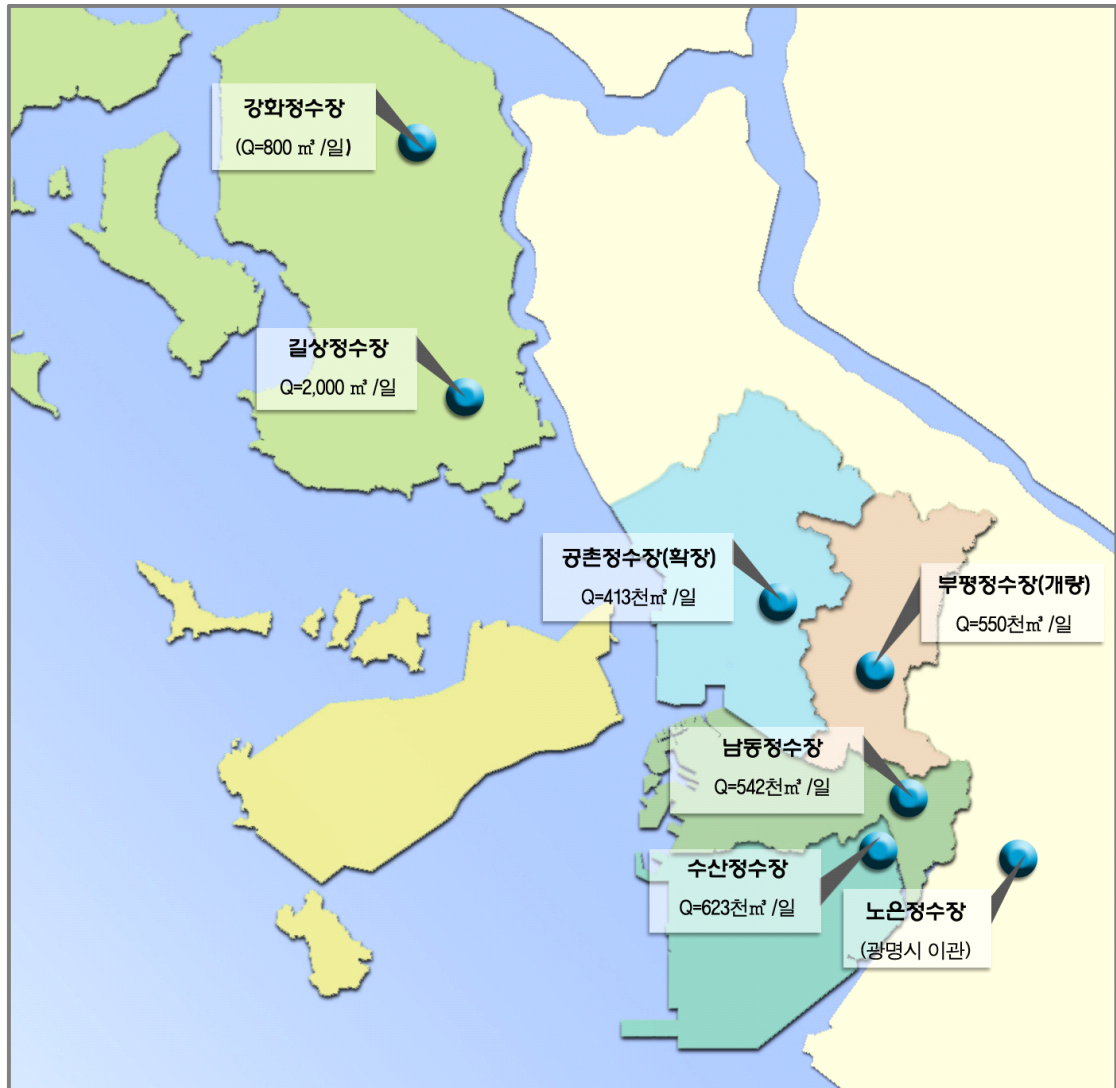 강화정수장
(Q=800 ㎥ /일)
길상정수장
Q=2,000 ㎥ /일
공촌정수장(확장)
Q=413천㎥ /일
부평정수장(개량)
Q=550천㎥ /일
남동정수장
Q=542천㎥ /일
수산정수장
Q=623천㎥ /일
노온정수장
(광명시 이관)